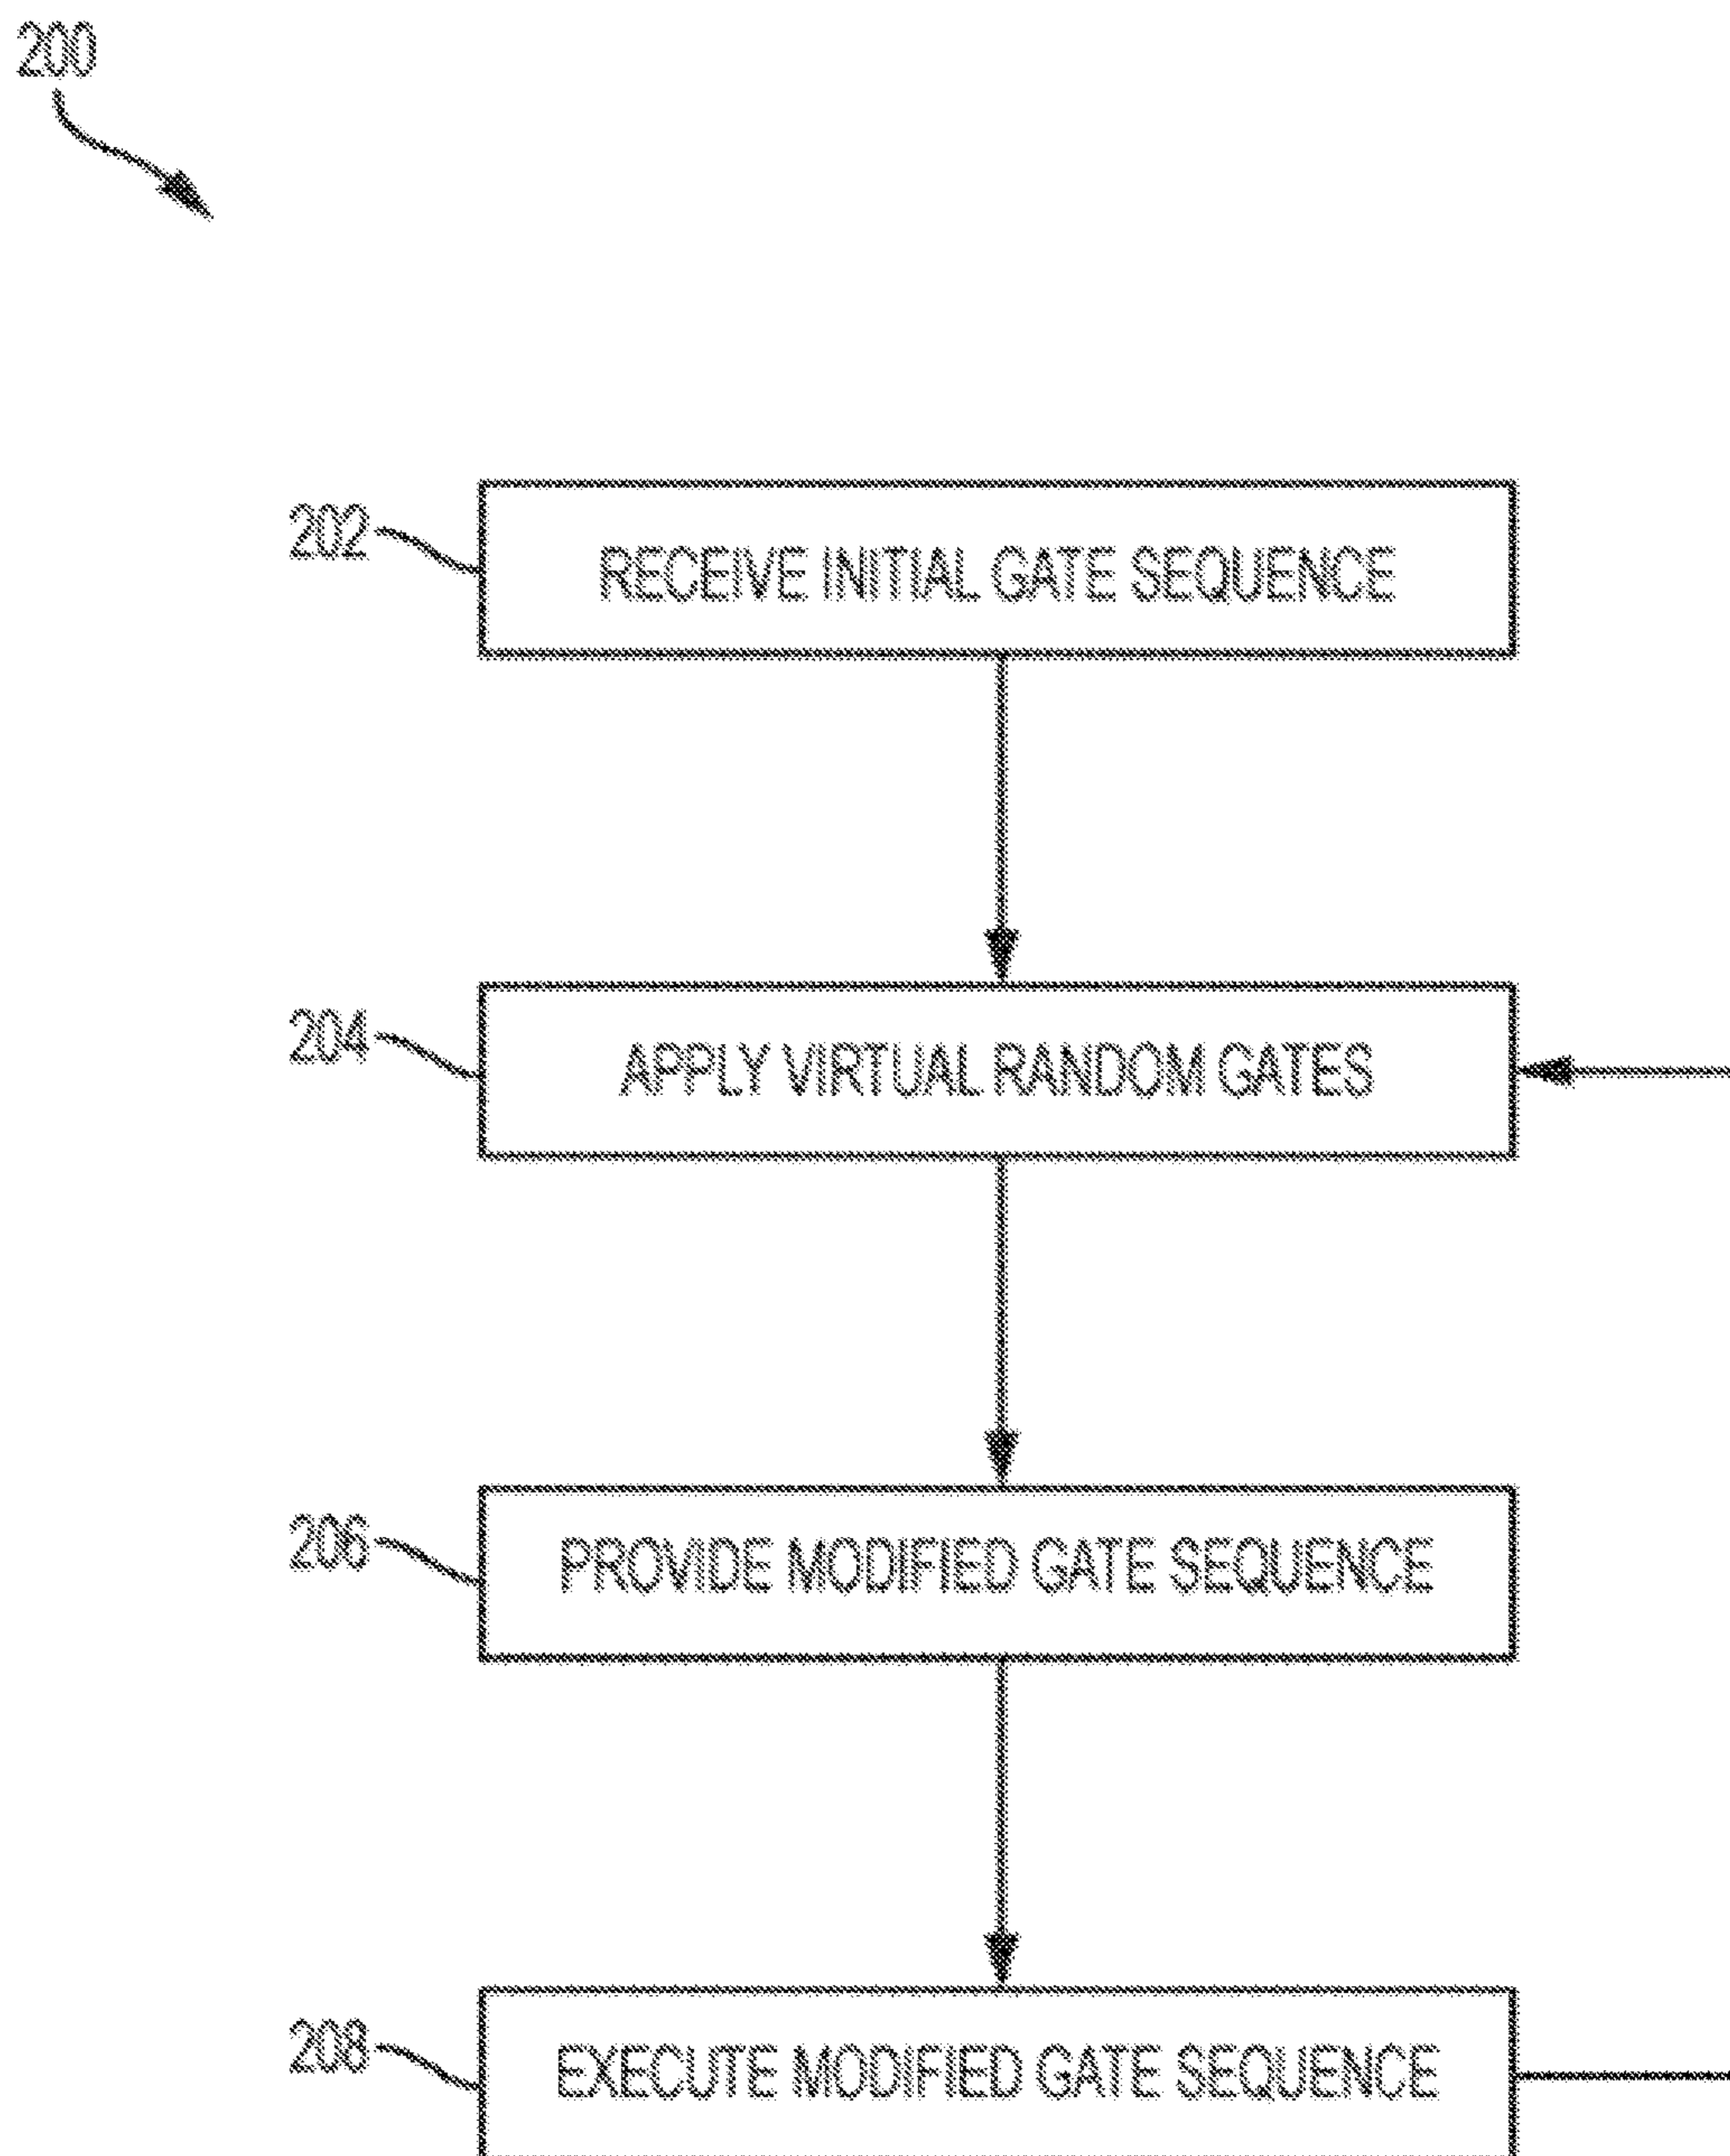 200
202
RECEIVE INITIAL GATE SEQUENCE
204
APPLY VIRTUAL RANDOM GATES
206
PROVIDE MODIFIED GATE SEQUENCE
208
EXECUTE MODIFIED GATE SEQUENCE